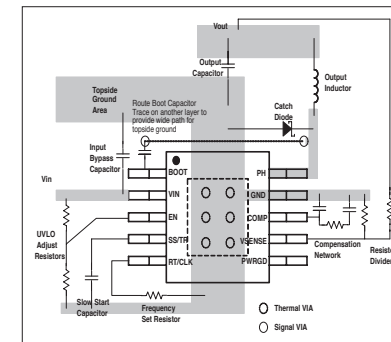 Vout
Output
Capacitor
Topside
Ground
Area
Route Boot Capacitor
Trace on another layer to
provide wide path for
topside ground
Catch
Diode
Output
Inductor
Input
Bypass
Capacitor
Vin
BOOT
VIN
EN
SS/TR
RT/CLK
PH
GND
COMP
VSENSE
PWRGD
UVLO
Adjust
Resistors
Slow Start
Capacitor
Frequency
Set Resistor
Compensation
Network
Resisto
Divider
Thermal VIA
Signal VIA